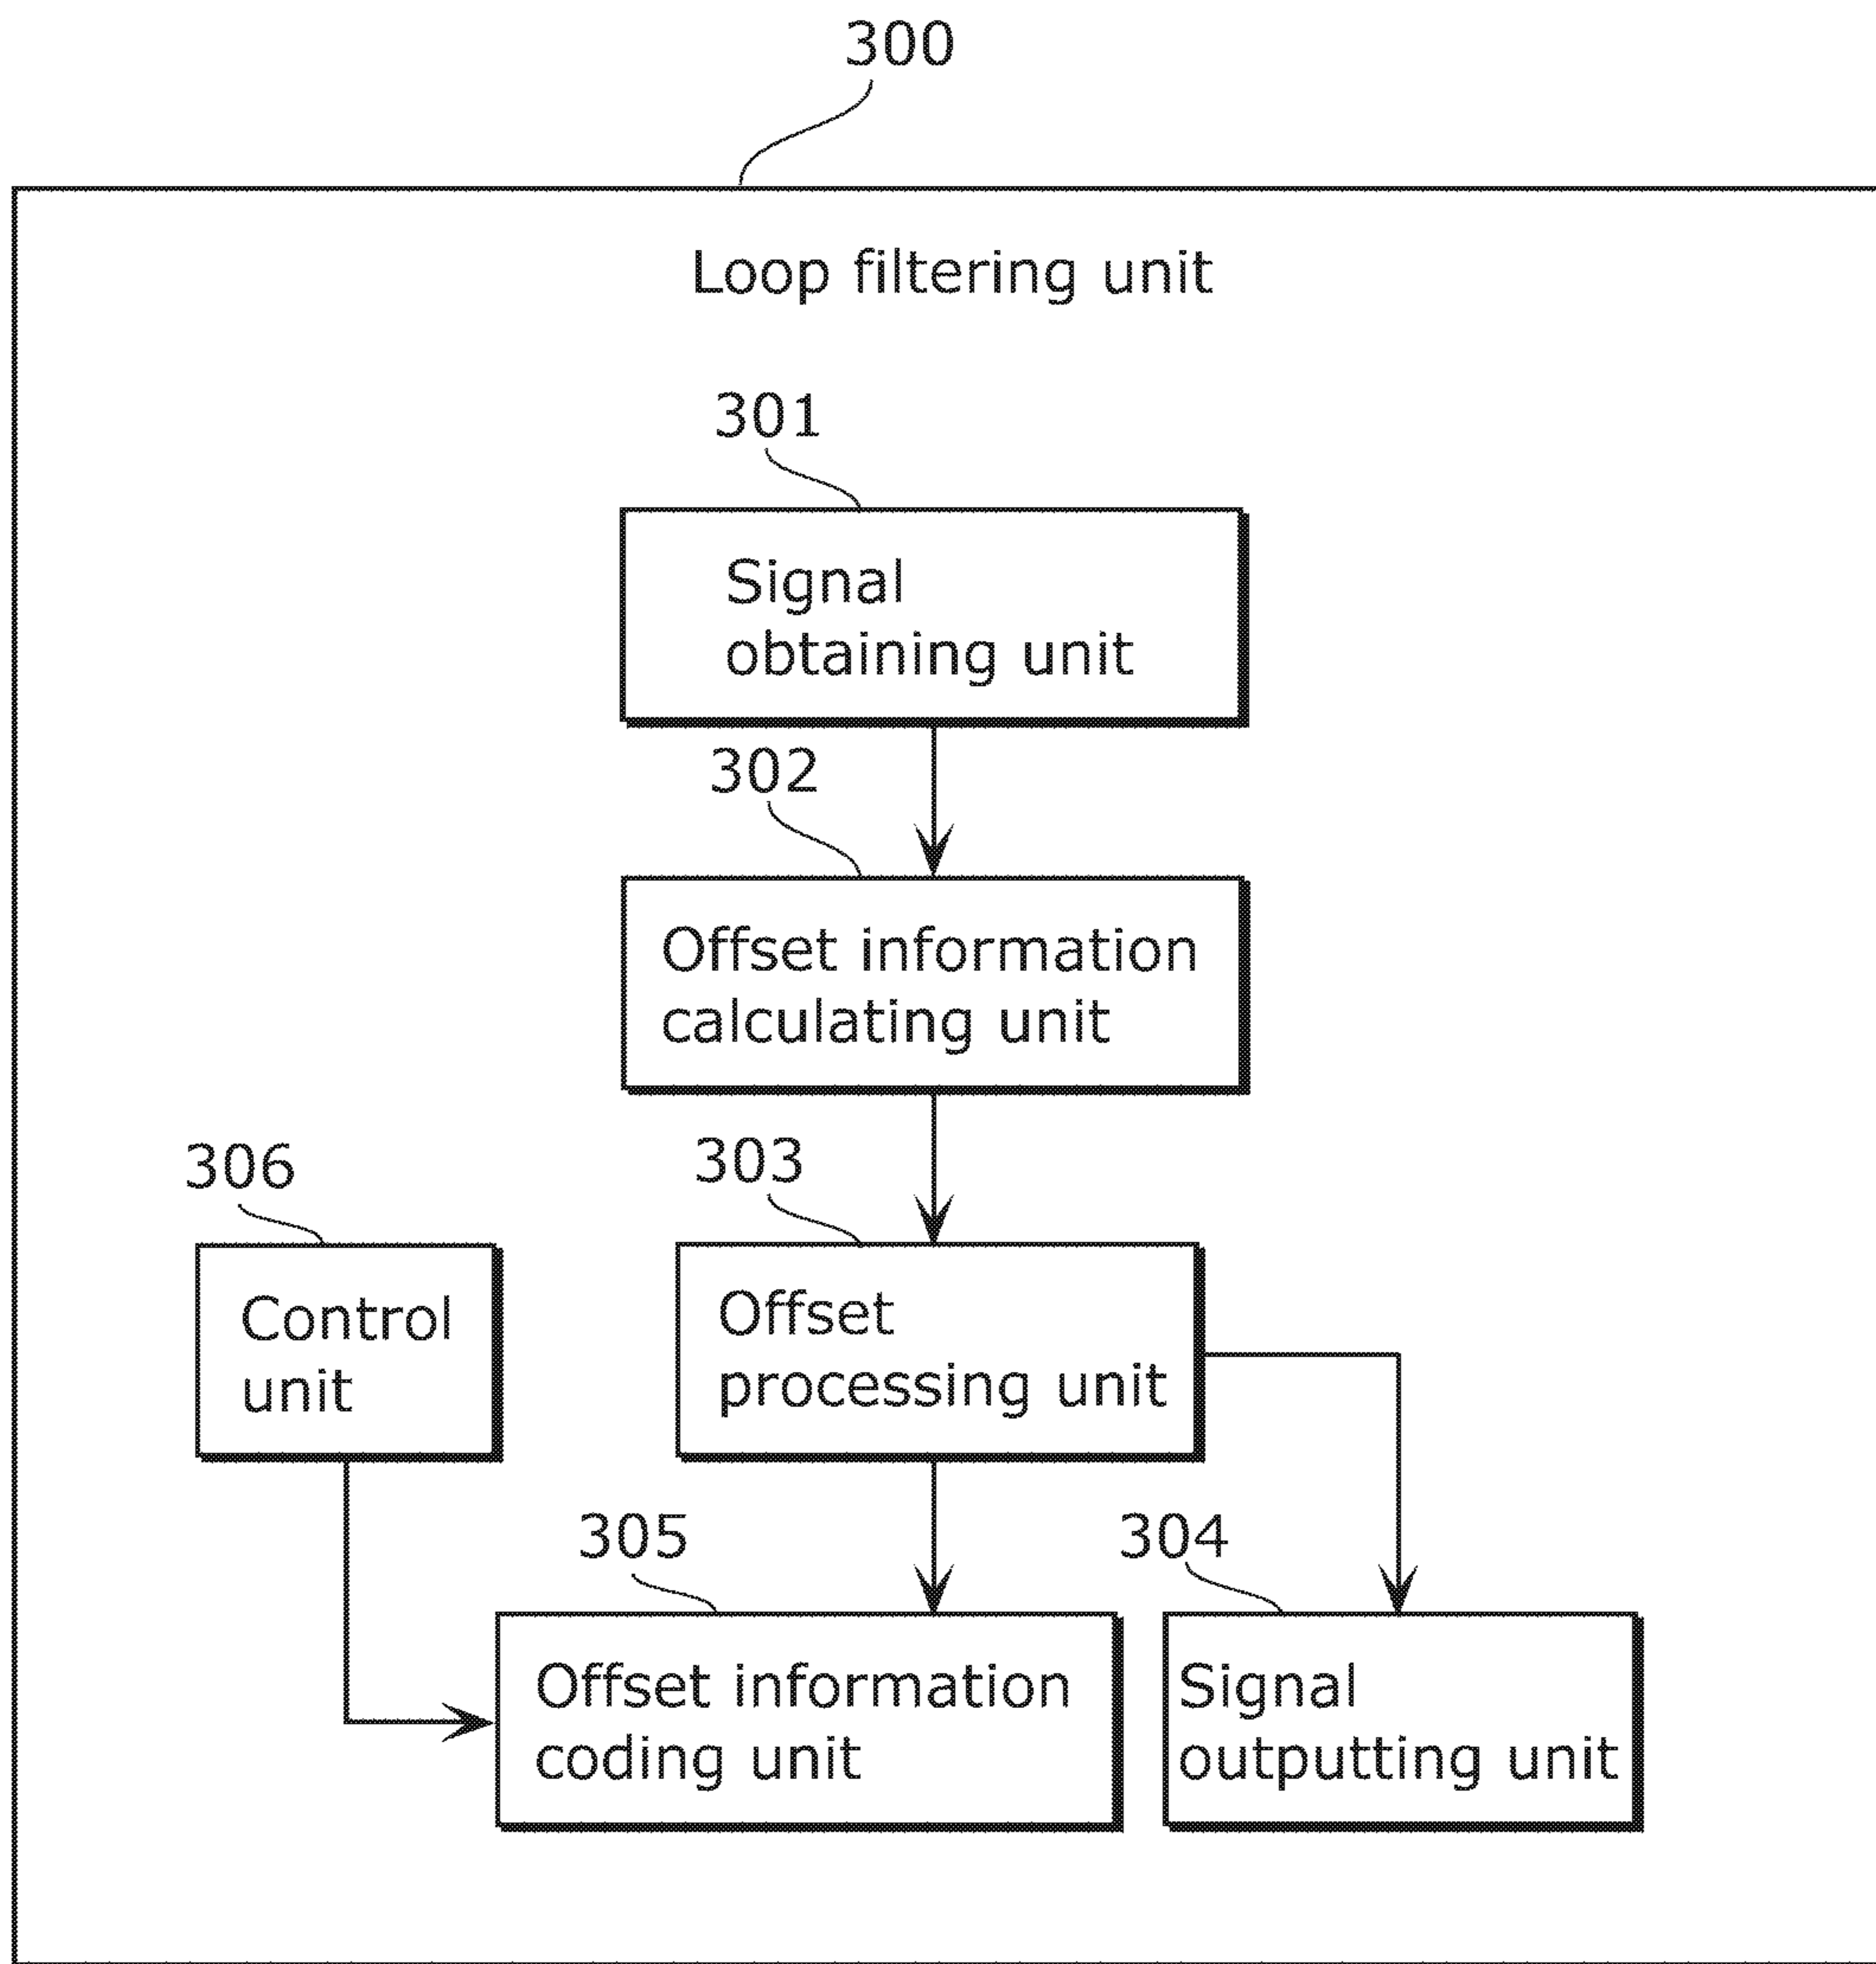 300
Loop filtering unit
301
Signal
obtaining unit
302
Offset information
calculating unit
306
303
Control
unit
Offset
processing unit
305
304
Offset information
coding unit
Signal
outputting unit